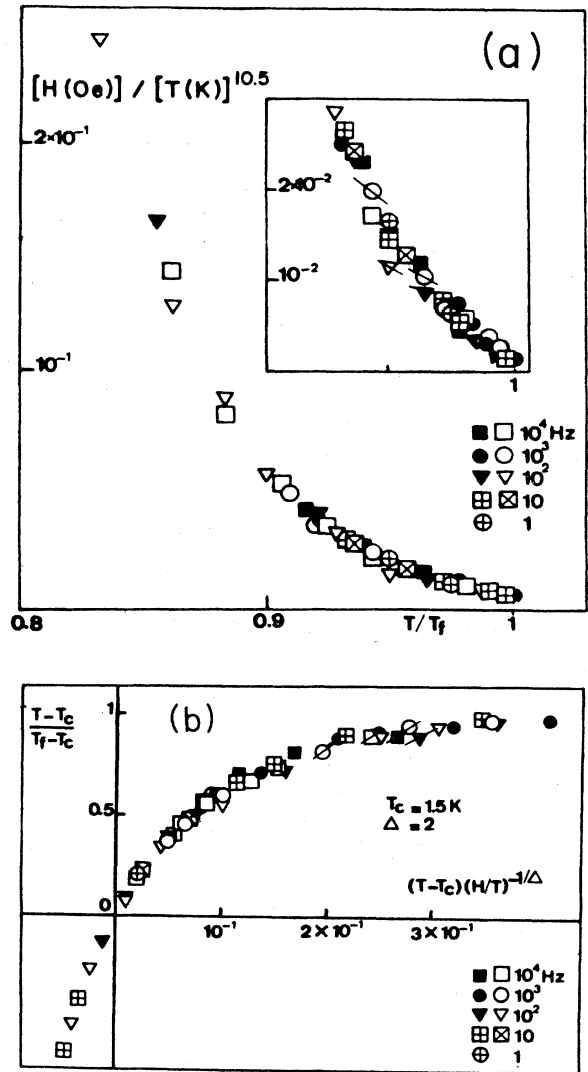 (a)
[H(Oe)] / [T(K)]^10.5
2×10^-1
2×10^-2
10^-2
1
10^-1
■ □ 10^4 Hz
● ○ 10^3
▼ ▽ 10^2
⊞ ⊠ 10
⊕ 1
0.8
0.9
T/T_f
1
(b)
T-T_c
T_f-T_c
1
0.5
0
T_c = 1.5 K
△ = 2
(T-T_c)(H/T)^-1/△
10^-1
2×10^-1
3×10^-1
■ □ 10^4 Hz
● ○ 10^3
▼ ▽ 10^2
⊞ ⊠ 10
⊕ 1